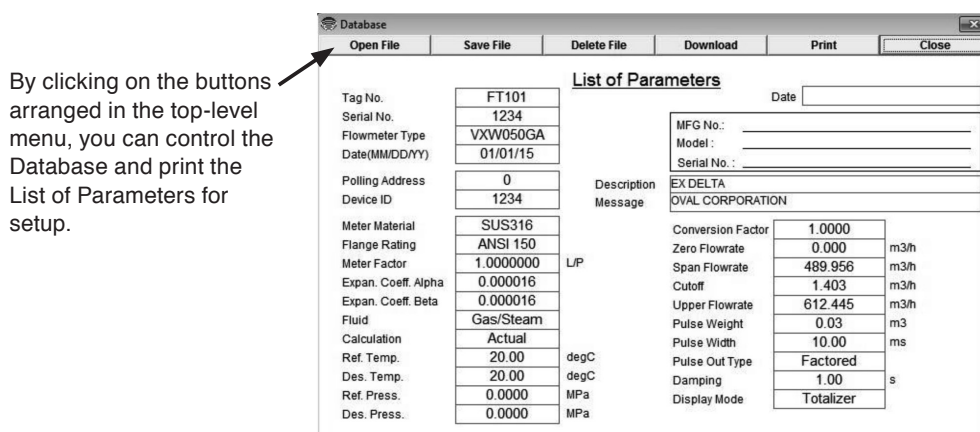 By clicking on the buttons
arranged in the top-level
menu, you can control the
Database and print the
List of Parameters for
setup.
Database
Open File Save File Delete File Download Print Close
List of Parameters
Date
Tag No. FT101
Serial No. 1234
Flowmeter Type VXW050GA
Date(MM/DD/YY) 01/01/15
MFG No.:
Model :
Serial No. :
Polling Address 0
Device ID 1234
Description EX DELTA
Message OVAL CORPORATION
Meter Material SUS316
Flange Rating ANSI 150
Meter Factor 1.0000000 L/P
Expan. Coeff. Alpha 0.000016
Expan. Coeff. Beta 0.000016
Fluid Gas/Steam
Calculation Actual
Ref. Temp. 20.00 degC
Des. Temp. 20.00 degC
Ref. Press. 0.0000 MPa
Des. Press. 0.0000 MPa
Conversion Factor 1.0000
Zero Flowrate 0.000 m3/h
Span Flowrate 489.956 m3/h
Cutoff 1.403 m3/h
Upper Flowrate 612.445 m3/h
Pulse Weight 0.03 m3
Pulse Width 10.00 ms
Pulse Out Type Factored
Damping 1.00 s
Display Mode Totalizer